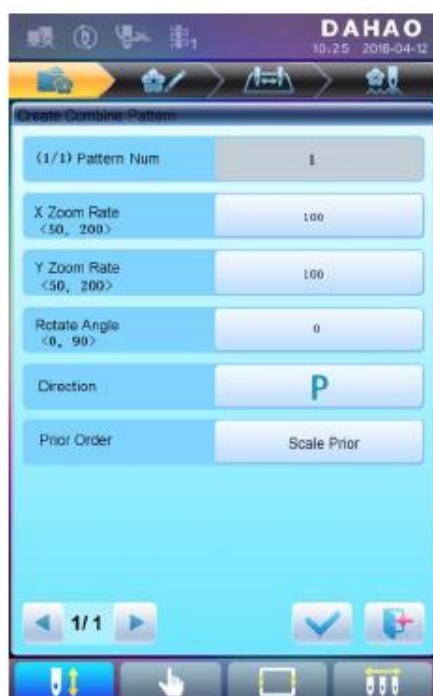 DAHAO
10:25 2016-04-12
Create Combine Pattern
(1/1) Pattern Num
1
X Zoom Rate
<50, 200>
100
Y Zoom Rate
<50, 200>
100
Rotate Angle
<0, 90>
0
Direction
P
Prior Order
Scale Prior
1/1